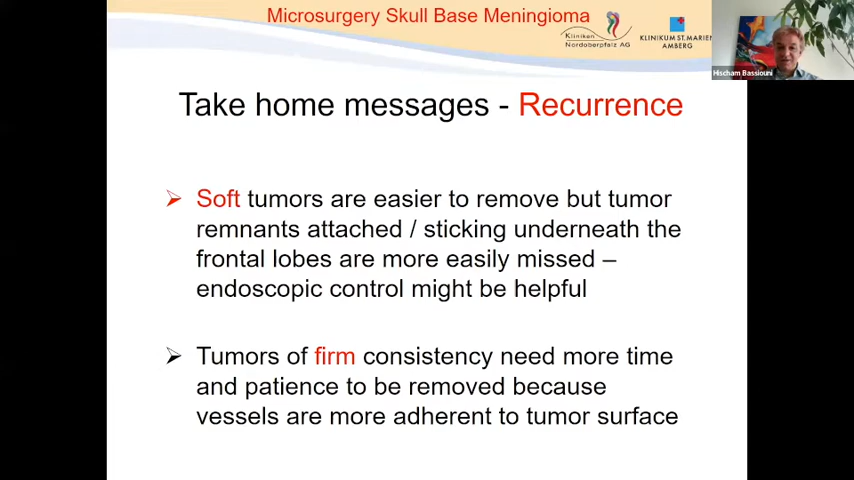 Microsurgery Skull Base Meningioma
Kliniken
Nordoberpfalz AG
KLINIKUM ST. MARIEN
AMBERG
Hischam Bassiouni
Take home messages - Recurrence
Soft tumors are easier to remove but tumor
remnants attached / sticking underneath the
frontal lobes are more easily missed –
endoscopic control might be helpful
Tumors of firm consistency need more time
and patience to be removed because
vessels are more adherent to tumor surface